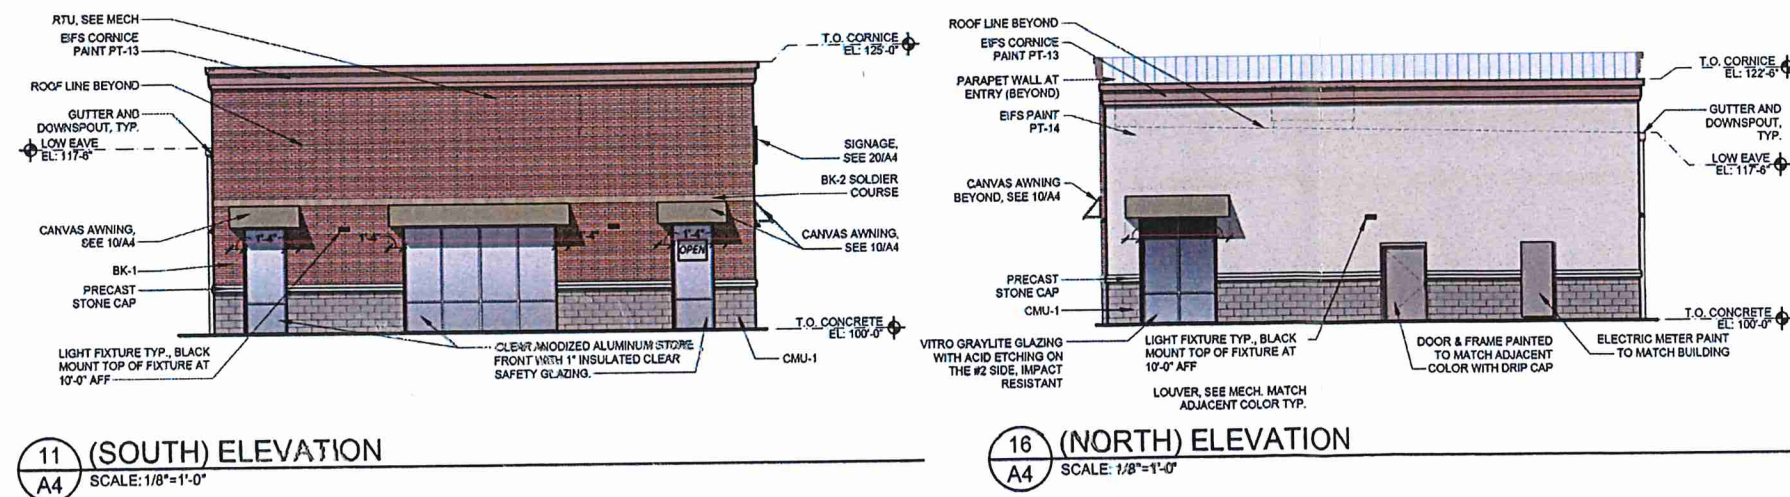 RTU, SEE MECH
EIFS CORNICE
PAINT PT-13
ROOF LINE BEYOND
GUTTER AND
DOWNSPOUT, TYP.
LOW EAVE
EL: 117'-6"
CANVAS AWNING,
SEE 10/A4
BK-1
PRECAST
STONE CAP
LIGHT FIXTURE TYP., BLACK
MOUNT TOP OF FIXTURE AT
10'-0" AFF
T.O. CORNICE
EL: 125'-0"
SIGNAGE,
SEE 20/A4
BK-2 SOLDIER
COURSE
CANVAS AWNING,
SEE 10/A4
1'-4"
1'-4"
1'-4"
OPEN
T.O. CONCRETE
EL: 100'-0"
CLEAR ANODIZED ALUMINUM STORE
FRONT WITH 1" INSULATED CLEAR
SAFETY GLAZING.
CMU-1
11
A4
(SOUTH) ELEVATION
SCALE: 1/8"=1'-0"
ROOF LINE BEYOND
EIFS CORNICE
PAINT PT-13
PARAPET WALL AT
ENTRY (BEYOND)
EIFS PAINT
PT-14
CANVAS AWNING
BEYOND, SEE 10/A4
PRECAST
STONE CAP
CMU-1
VITRO GRAYLITE GLAZING
WITH ACID ETCHING ON
THE #2 SIDE, IMPACT
RESISTANT
T.O. CORNICE
EL: 122'-6"
GUTTER AND
DOWNSPOUT,
TYP.
LOW EAVE
EL: 117'-6"
T.O. CONCRETE
EL: 100'-0"
LIGHT FIXTURE TYP., BLACK
MOUNT TOP OF FIXTURE AT
10'-0" AFF
LOUVER, SEE MECH. MATCH
ADJACENT COLOR TYP.
DOOR & FRAME PAINTED
TO MATCH ADJACENT
COLOR WITH DRIP CAP
ELECTRIC METER PAINT
TO MATCH BUILDING
16
A4
(NORTH) ELEVATION
SCALE: 1/8"=1'-0"